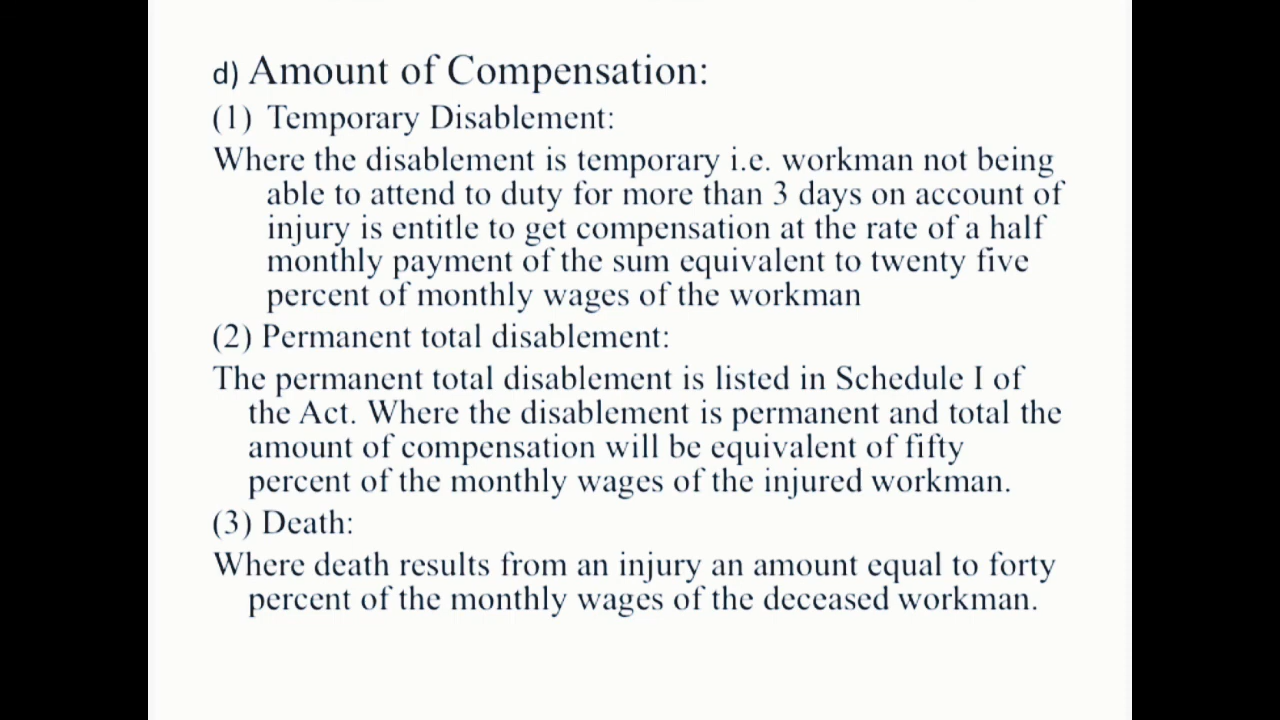 d) Amount of Compensation:
(1) Temporary Disablement:
Where the disablement is temporary i.e. workman not being
able to attend to duty for more than 3 days on account of
injury is entitle to get compensation at the rate of a half
monthly payment of the sum equivalent to twenty five
percent of monthly wages of the workman
(2) Permanent total disablement:
The permanent total disablement is listed in Schedule I of
the Act. Where the disablement is permanent and total the
amount of compensation will be equivalent of fifty
percent of the monthly wages of the injured workman.
(3) Death:
Where death results from an injury an amount equal to forty
percent of the monthly wages of the deceased workman.